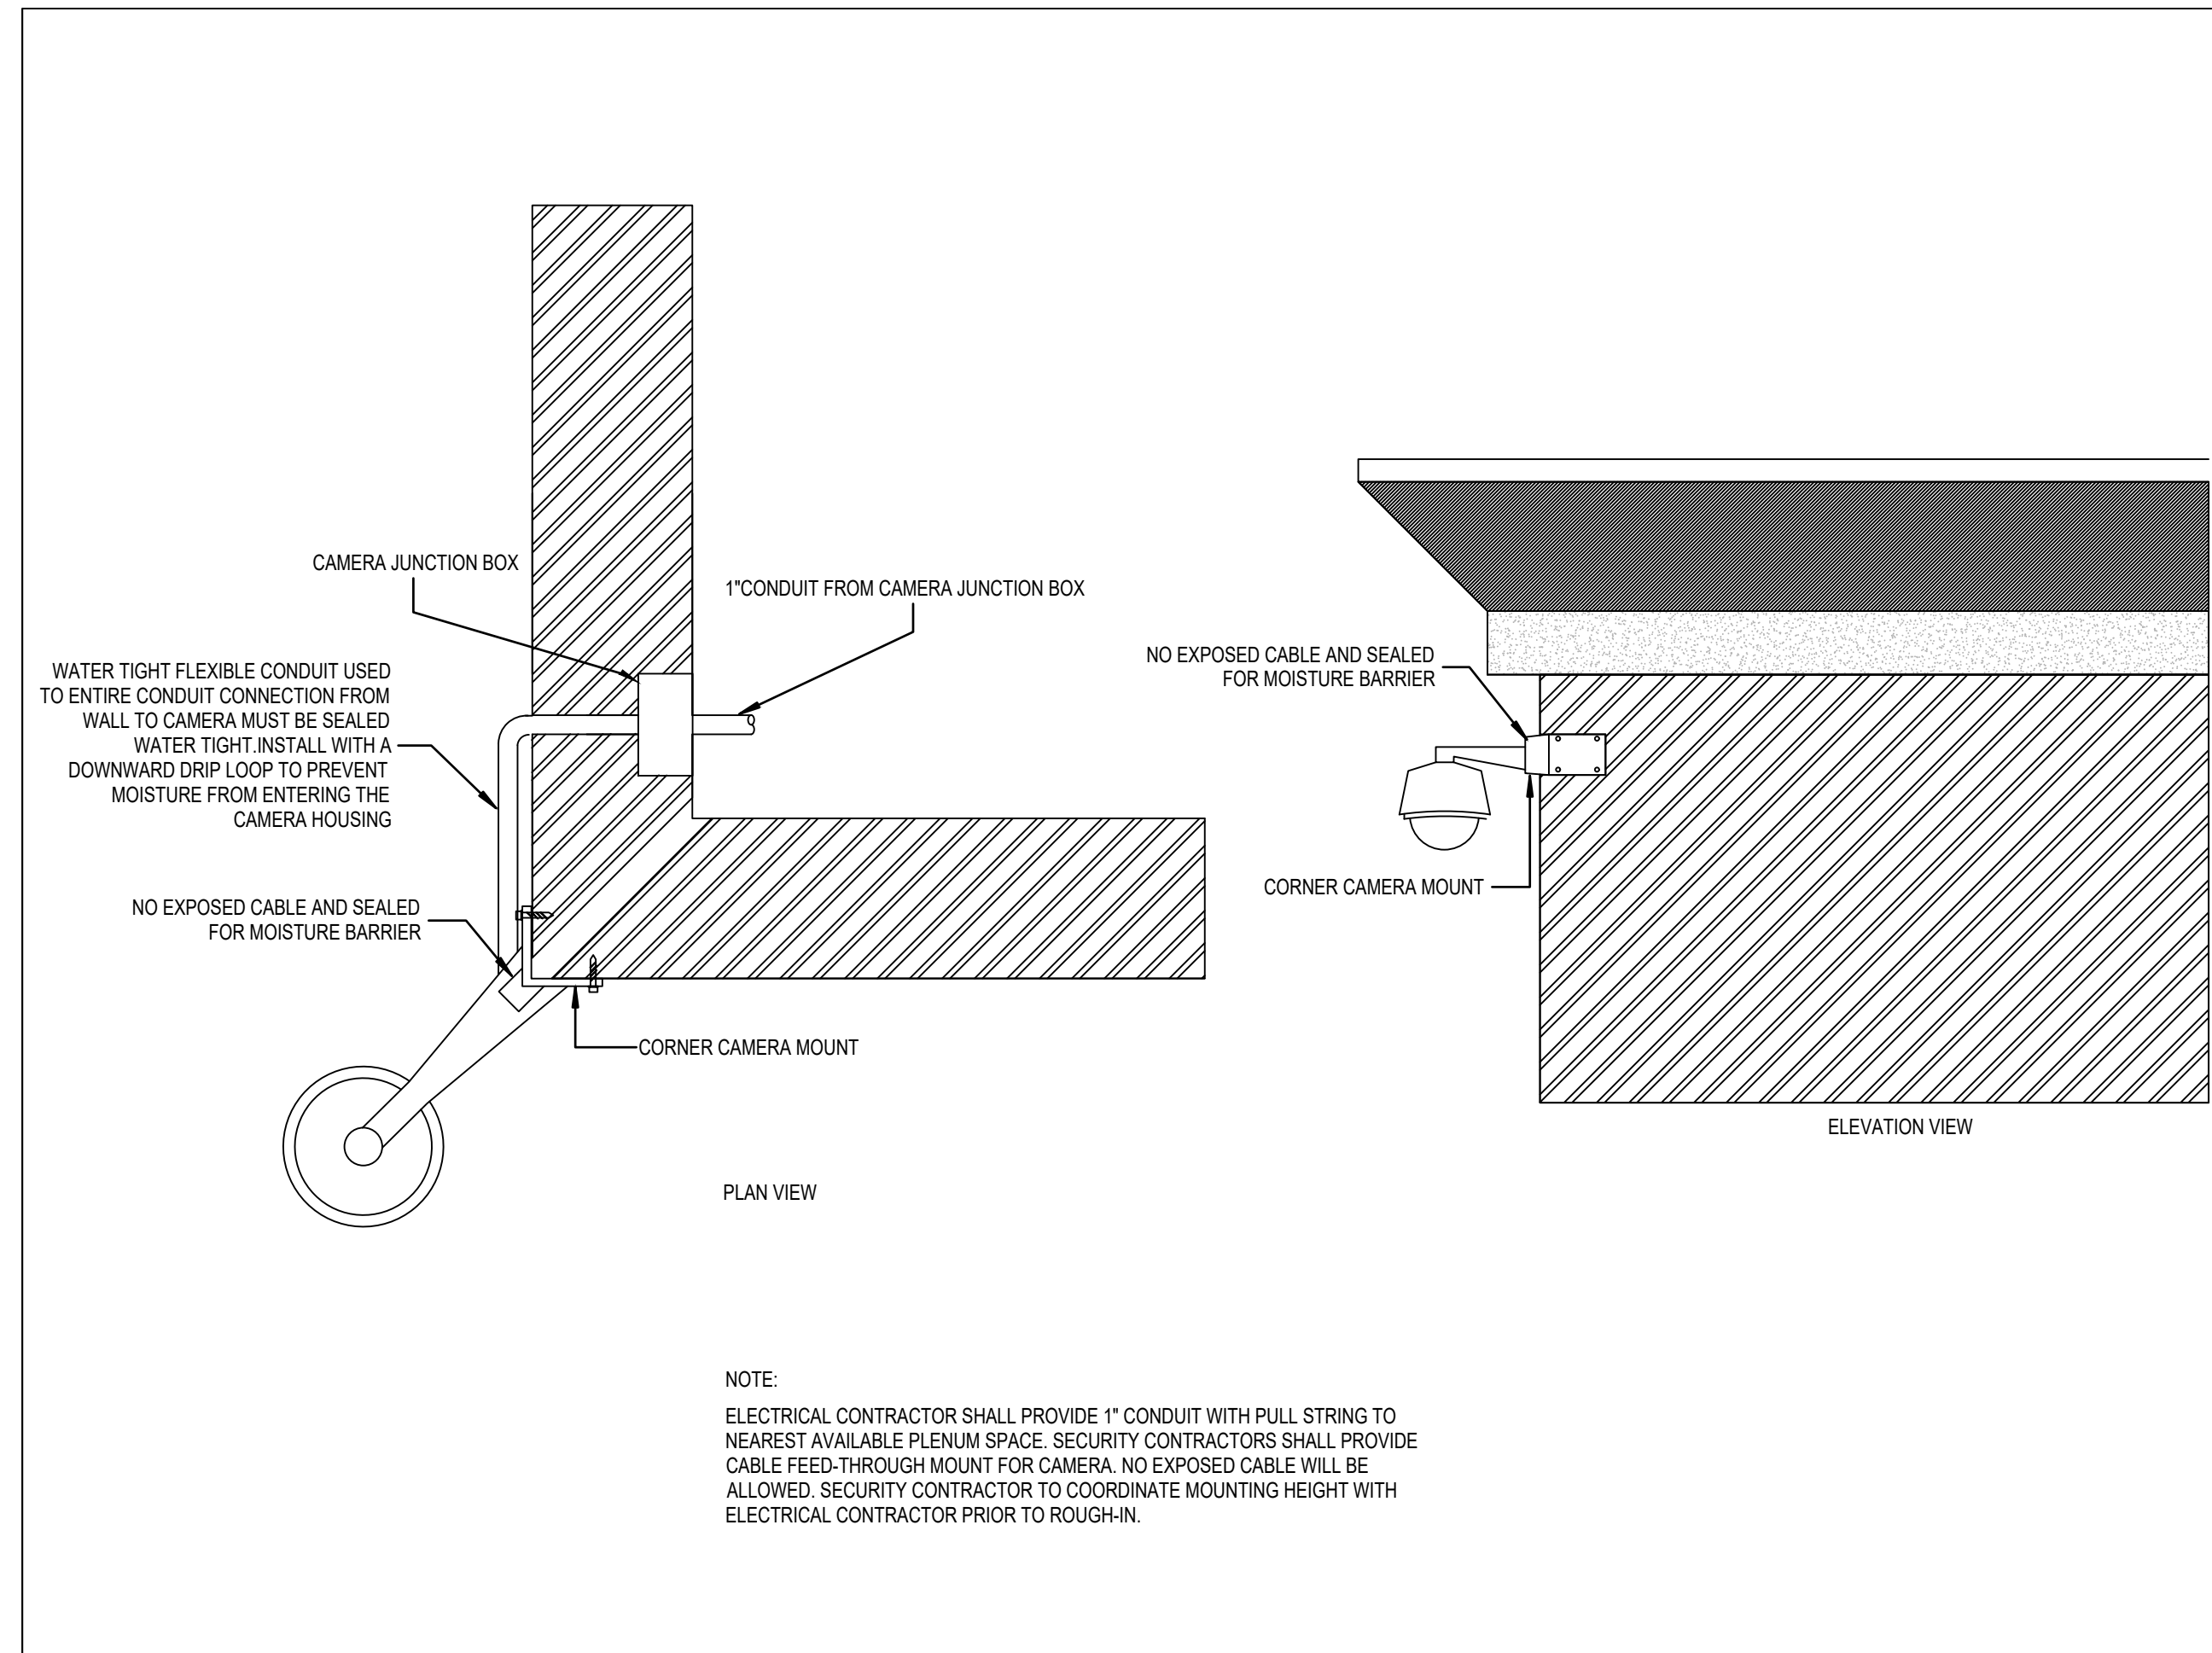 CAMERA JUNCTION BOX
1"CONDUIT FROM CAMERA JUNCTION BOX
WATER TIGHT FLEXIBLE CONDUIT USED
TO ENTIRE CONDUIT CONNECTION FROM
WALL TO CAMERA MUST BE SEALED
WATER TIGHT.INSTALL WITH A
DOWNWARD DRIP LOOP TO PREVENT
MOISTURE FROM ENTERING THE
CAMERA HOUSING
NO EXPOSED CABLE AND SEALED
FOR MOISTURE BARRIER
CORNER CAMERA MOUNT
PLAN VIEW
NO EXPOSED CABLE AND SEALED
FOR MOISTURE BARRIER
CORNER CAMERA MOUNT
ELEVATION VIEW
NOTE:
ELECTRICAL CONTRACTOR SHALL PROVIDE 1" CONDUIT WITH PULL STRING TO
NEAREST AVAILABLE PLENUM SPACE. SECURITY CONTRACTORS SHALL PROVIDE
CABLE FEED-THROUGH MOUNT FOR CAMERA. NO EXPOSED CABLE WILL BE
ALLOWED. SECURITY CONTRACTOR TO COORDINATE MOUNTING HEIGHT WITH
ELECTRICAL CONTRACTOR PRIOR TO ROUGH-IN.